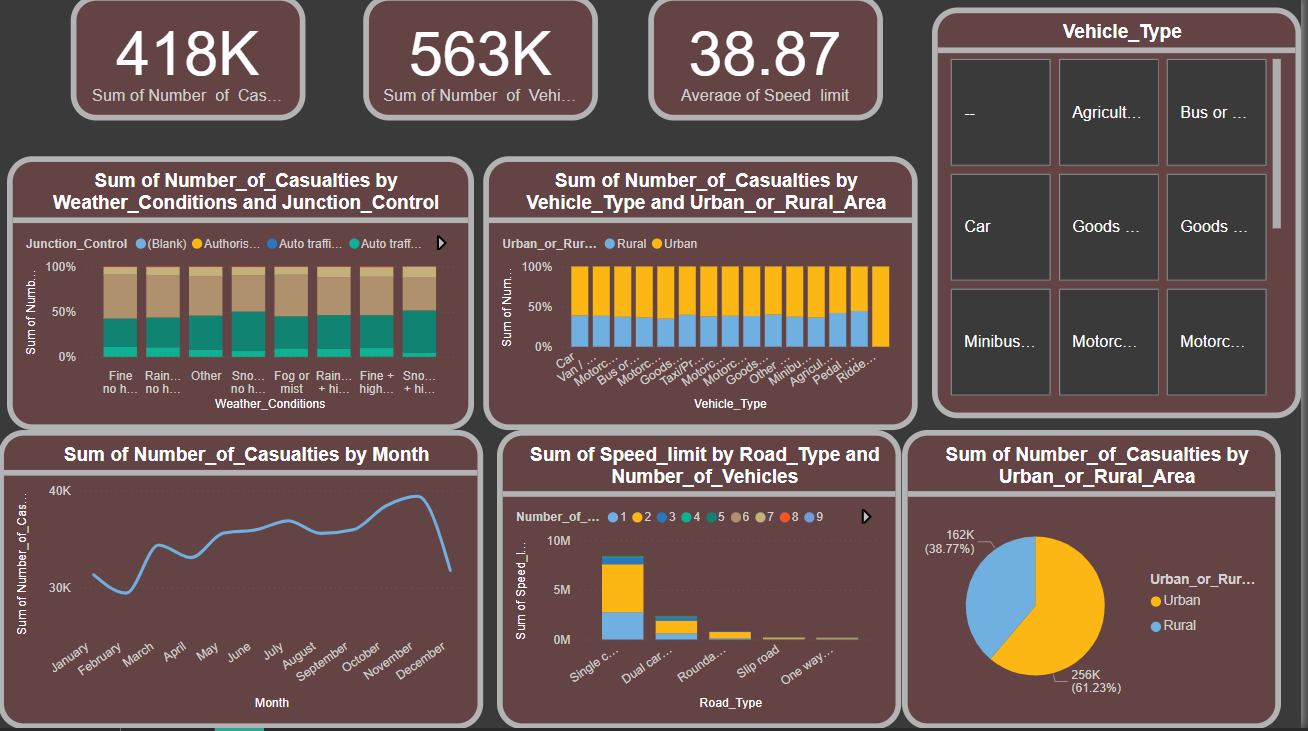 418K
Sum of Number_of_Cas...
563K
Sum of Number_of_Vehi...
38.87
Average of Speed_limit
Vehicle_Type
--
Agricult...
Bus or ...
Car
Goods ...
Goods ...
Minibus...
Motorc...
Motorc...
Sum of Number_of_Casualties by
Weather_Conditions and Junction_Control
Junction_Control
(Blank)
Authoris...
Auto traffi...
Auto traff...
Sum of Numb...
100%
50%
0%
Fine
no h...
Rain...
no h...
Other
Sno...
no h...
Fog or
mist
Rain...
+ hi...
Fine +
high...
Sno...
+ hi...
Weather_Conditions
Sum of Number_of_Casualties by
Vehicle_Type and Urban_or_Rural_Area
Urban_or_Rur...
Rural
Urban
Sum of Num...
100%
50%
0%
Car
Van / ...
Motorc...
Bus or...
Motorc...
Goods...
Taxi/Pr...
Motorc...
Motorc...
Goods...
Other ...
Minibu...
Agricul...
Pedal ...
Ridde...
Vehicle_Type
Sum of Number_of_Casualties by Month
Sum of Number_of_Cas...
40K
30K
January
February
March
April
May
June
July
August
September
October
November
December
Month
Sum of Speed_limit by Road_Type and
Number_of_Vehicles
Number_of_...
1
2
3
4
5
6
7
8
9
Sum of Speed_l...
10M
5M
0M
Single c...
Dual car...
Rounda...
Slip road
One way...
Road_Type
Sum of Number_of_Casualties by
Urban_or_Rural_Area
162K
(38.77%)
256K
(61.23%)
Urban_or_Rur...
Urban
Rural